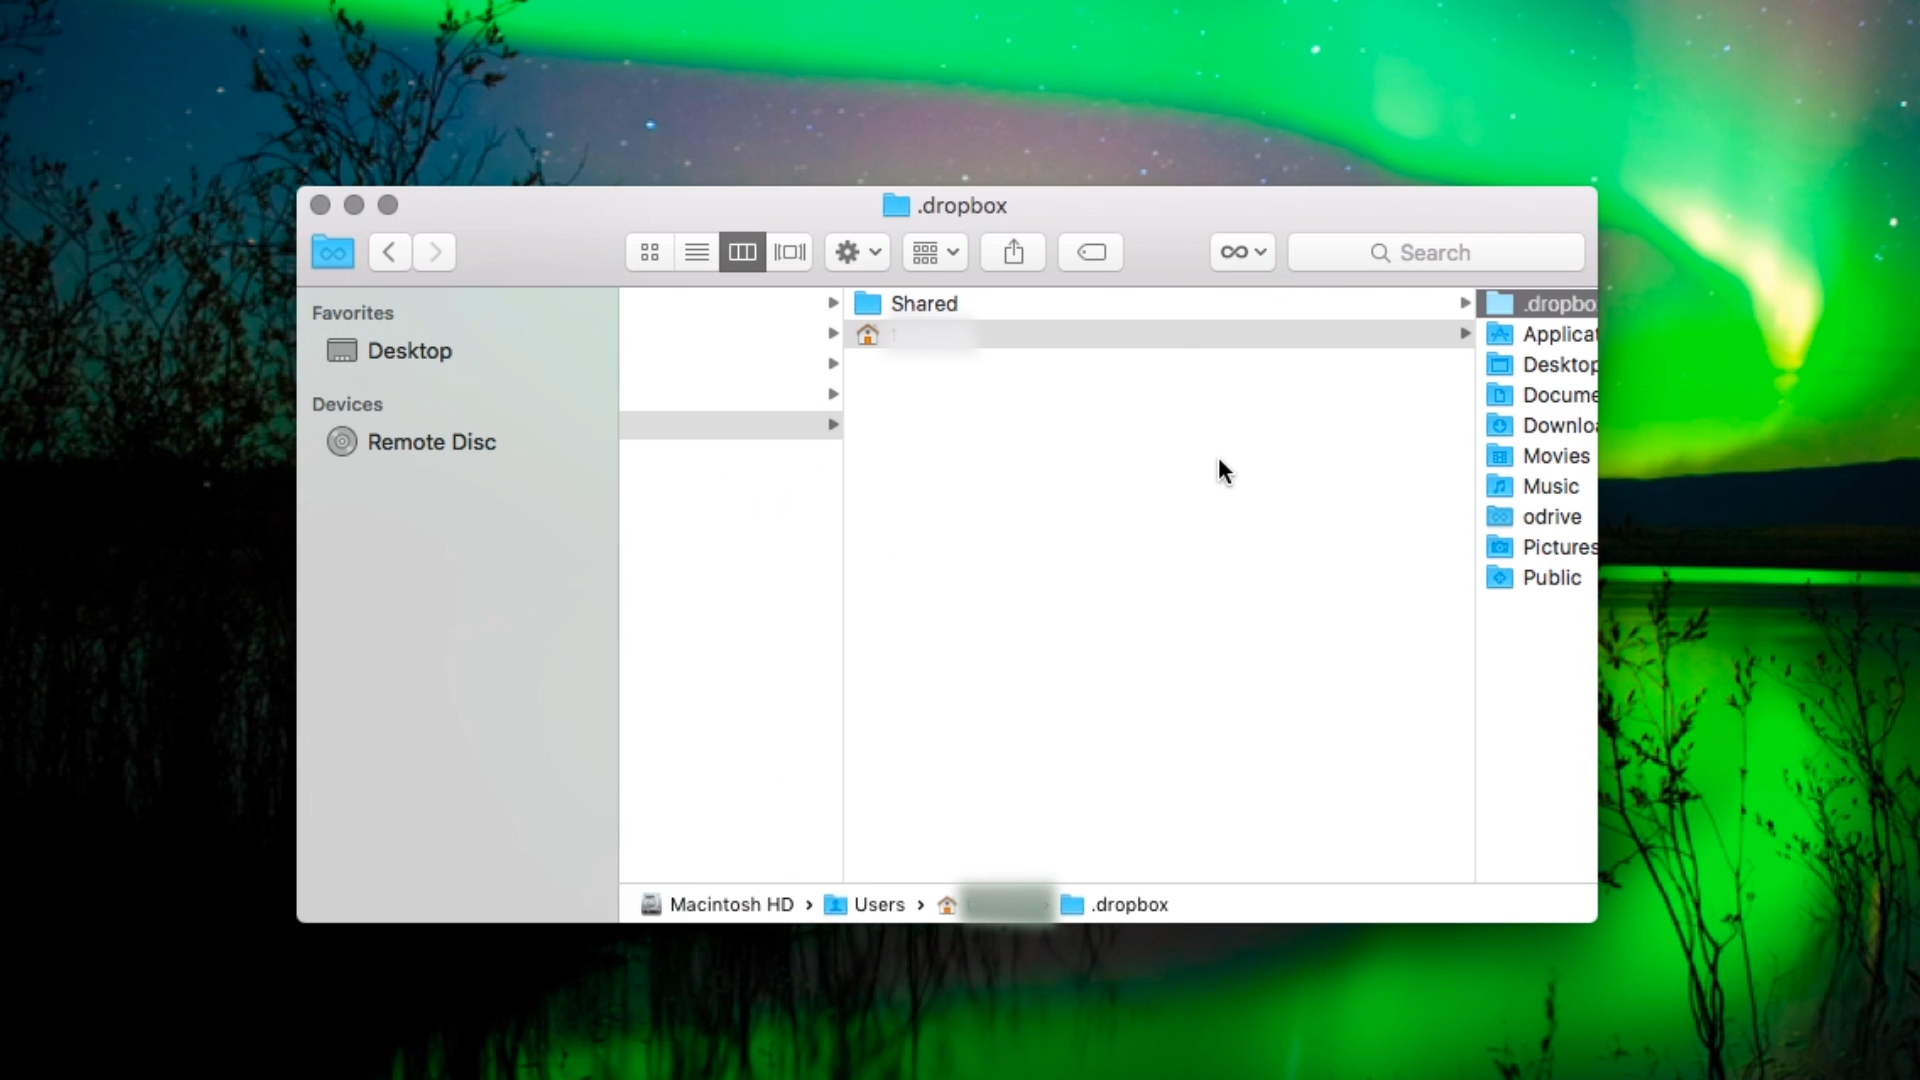 .dropbox
Search
Favorites
Desktop
Devices
Remote Disc
Shared
.dropbo
Applicat
Desktop
Docume
Downloa
Movies
Music
odrive
Pictures
Public
Macintosh HD › Users › .dropbox